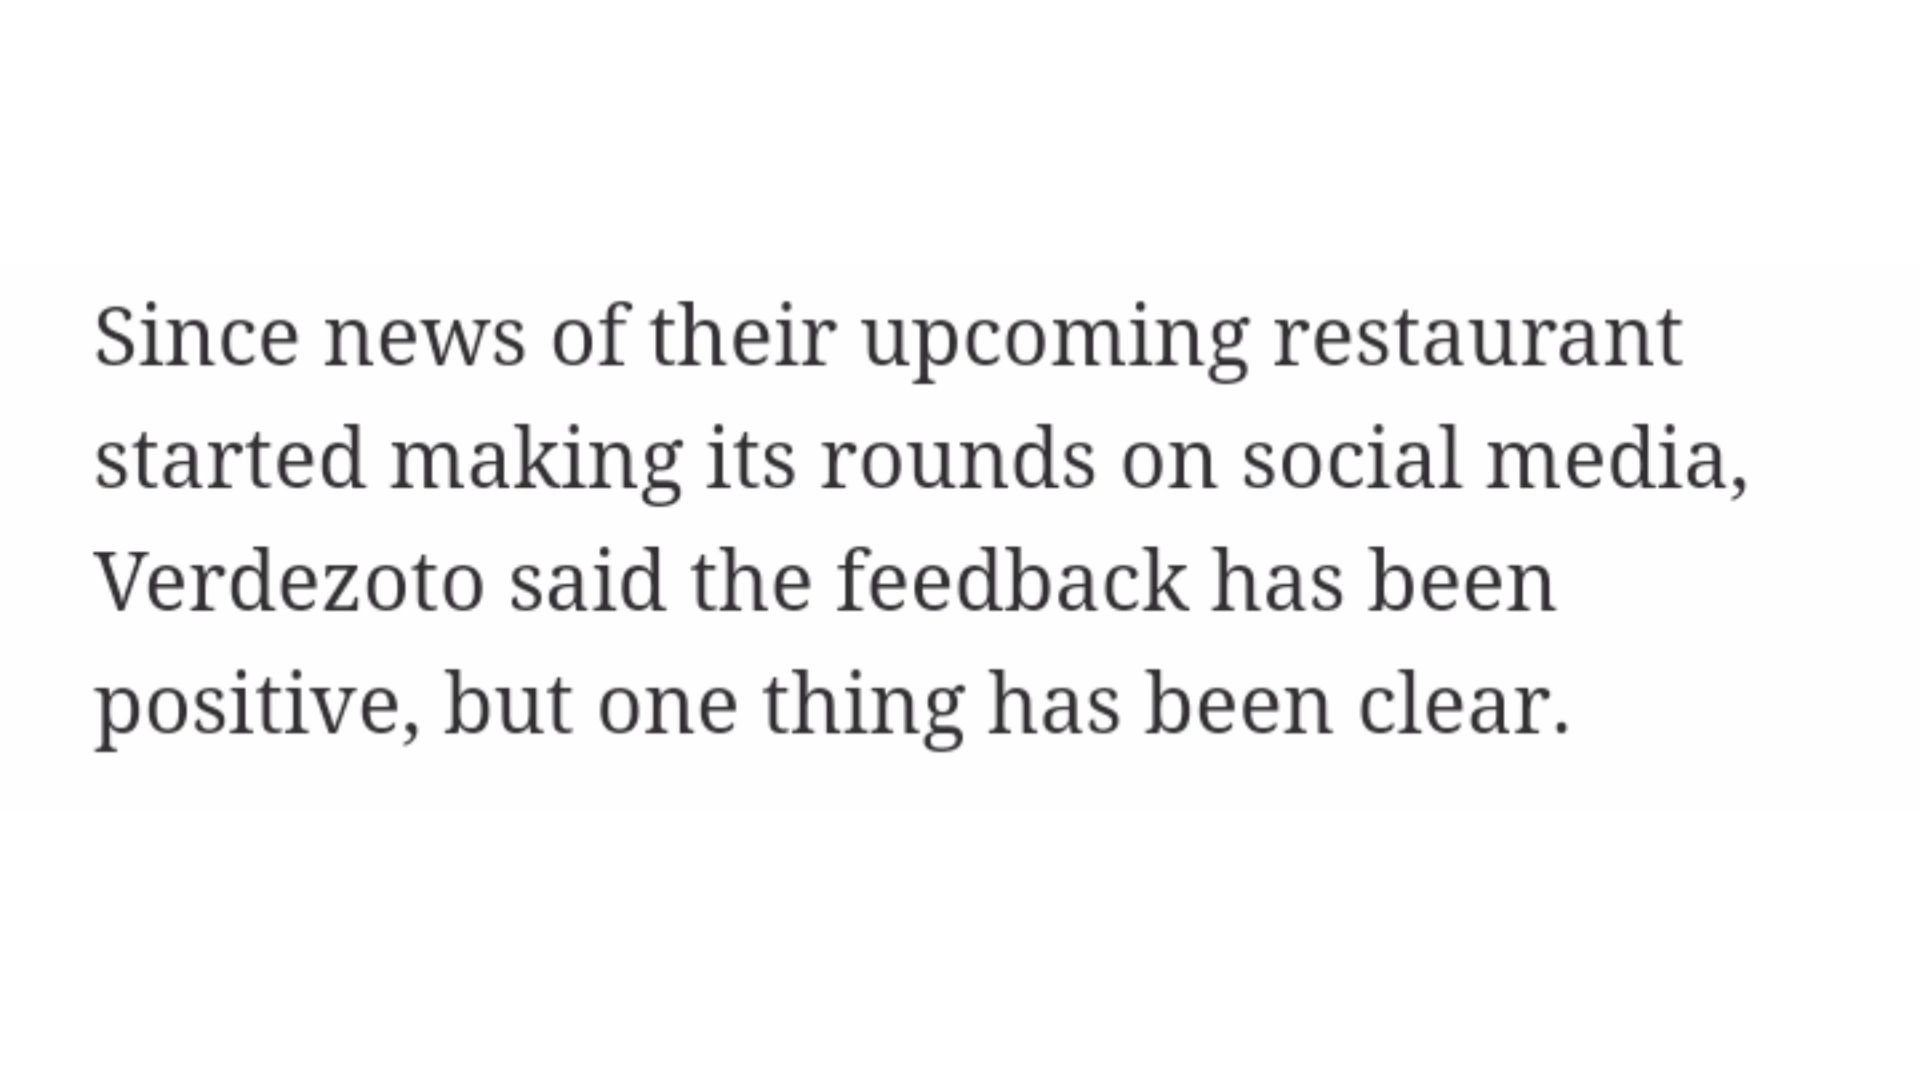 Since news of their upcoming restaurant
started making its rounds on social media,
Verdezoto said the feedback has been
positive, but one thing has been clear.